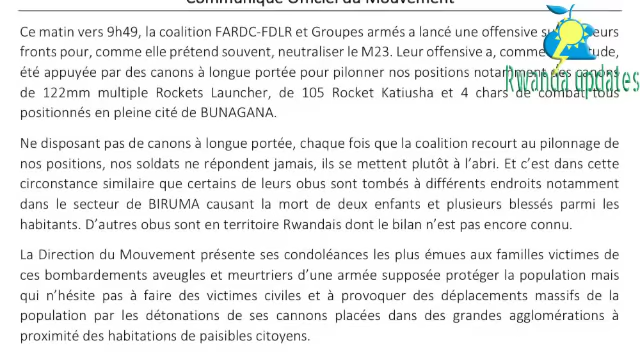 Communiqué Officiel du Mouvement
Ce matin vers 9h49, la coalition FARDC-FDLR et Groupes armés a lancé une offensive
fronts pour, comme elle prétend souvent, neutraliser le M23. Leur offensive a,
été appuyée par des canons à longue portée pour pilonner nos positions notamment des canons
de 122mm multiple Rockets Launcher, de 105 Rocket Katiusha et 4 chars de combat tous
positionnés en pleine cité de BUNAGANA.
Rwanda updates
Ne disposant pas de canons à longue portée, chaque fois que la coalition recourt au pilonnage de
nos positions, nos soldats ne répondent jamais, ils se mettent plutôt à l'abri. Et c'est dans cette
circonstance similaire que certains de leurs obus sont tombés à différents endroits notamment
dans le secteur de BIRUMA causant la mort de deux enfants et plusieurs blessés parmi les
habitants. D'autres obus sont en territoire Rwandais dont le bilan n'est pas encore connu.
La Direction du Mouvement présente ses condoléances les plus émues aux familles victimes de
ces bombardements aveugles et meurtriers d'une armée supposée protéger la population mais
qui n'hésite pas à faire des victimes civiles et à provoquer des déplacements massifs de la
population par les détonations de ses cannons placées dans des grandes agglomérations à
proximité des habitations de paisibles citoyens.